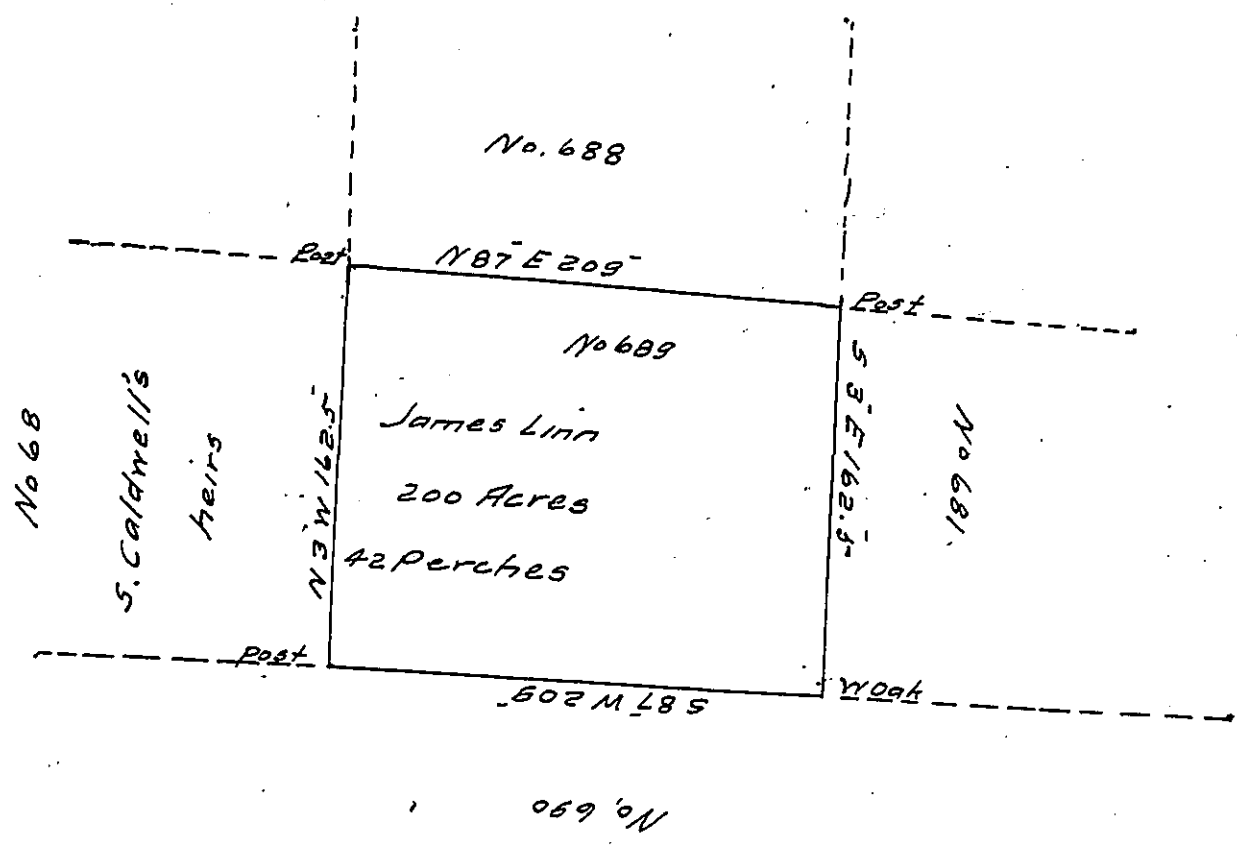 No. 688
Post
N 87 E 209
Post
No 689
James Linn
200 Acres
42 Perches
N 3 W 162.5
S 3 E 162.5
No 68
S. Caldwell's
heirs
No 681.
Post
S 87 W 209
W Oak
No. 690